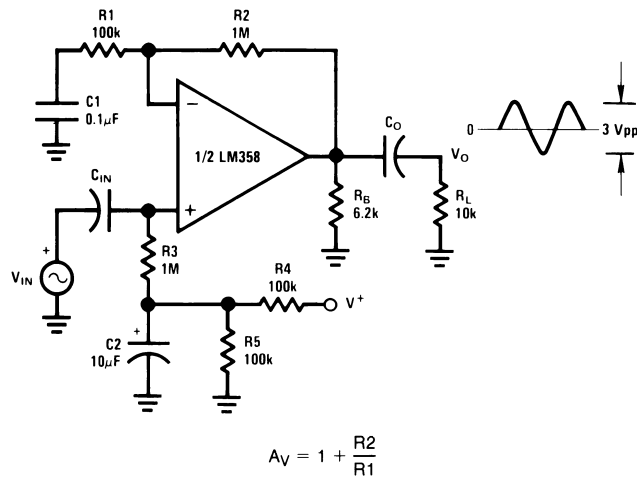 R1
100k
R2
1M
C1
0.1μF
−
1/2 LM358
+
CIN
+
VIN
R3
1M
R4
100k
V+
+
C2
10μF
R5
100k
CO
VO
RB
6.2k
RL
10k
0
3 Vpp
AV = 1 + R2/R1